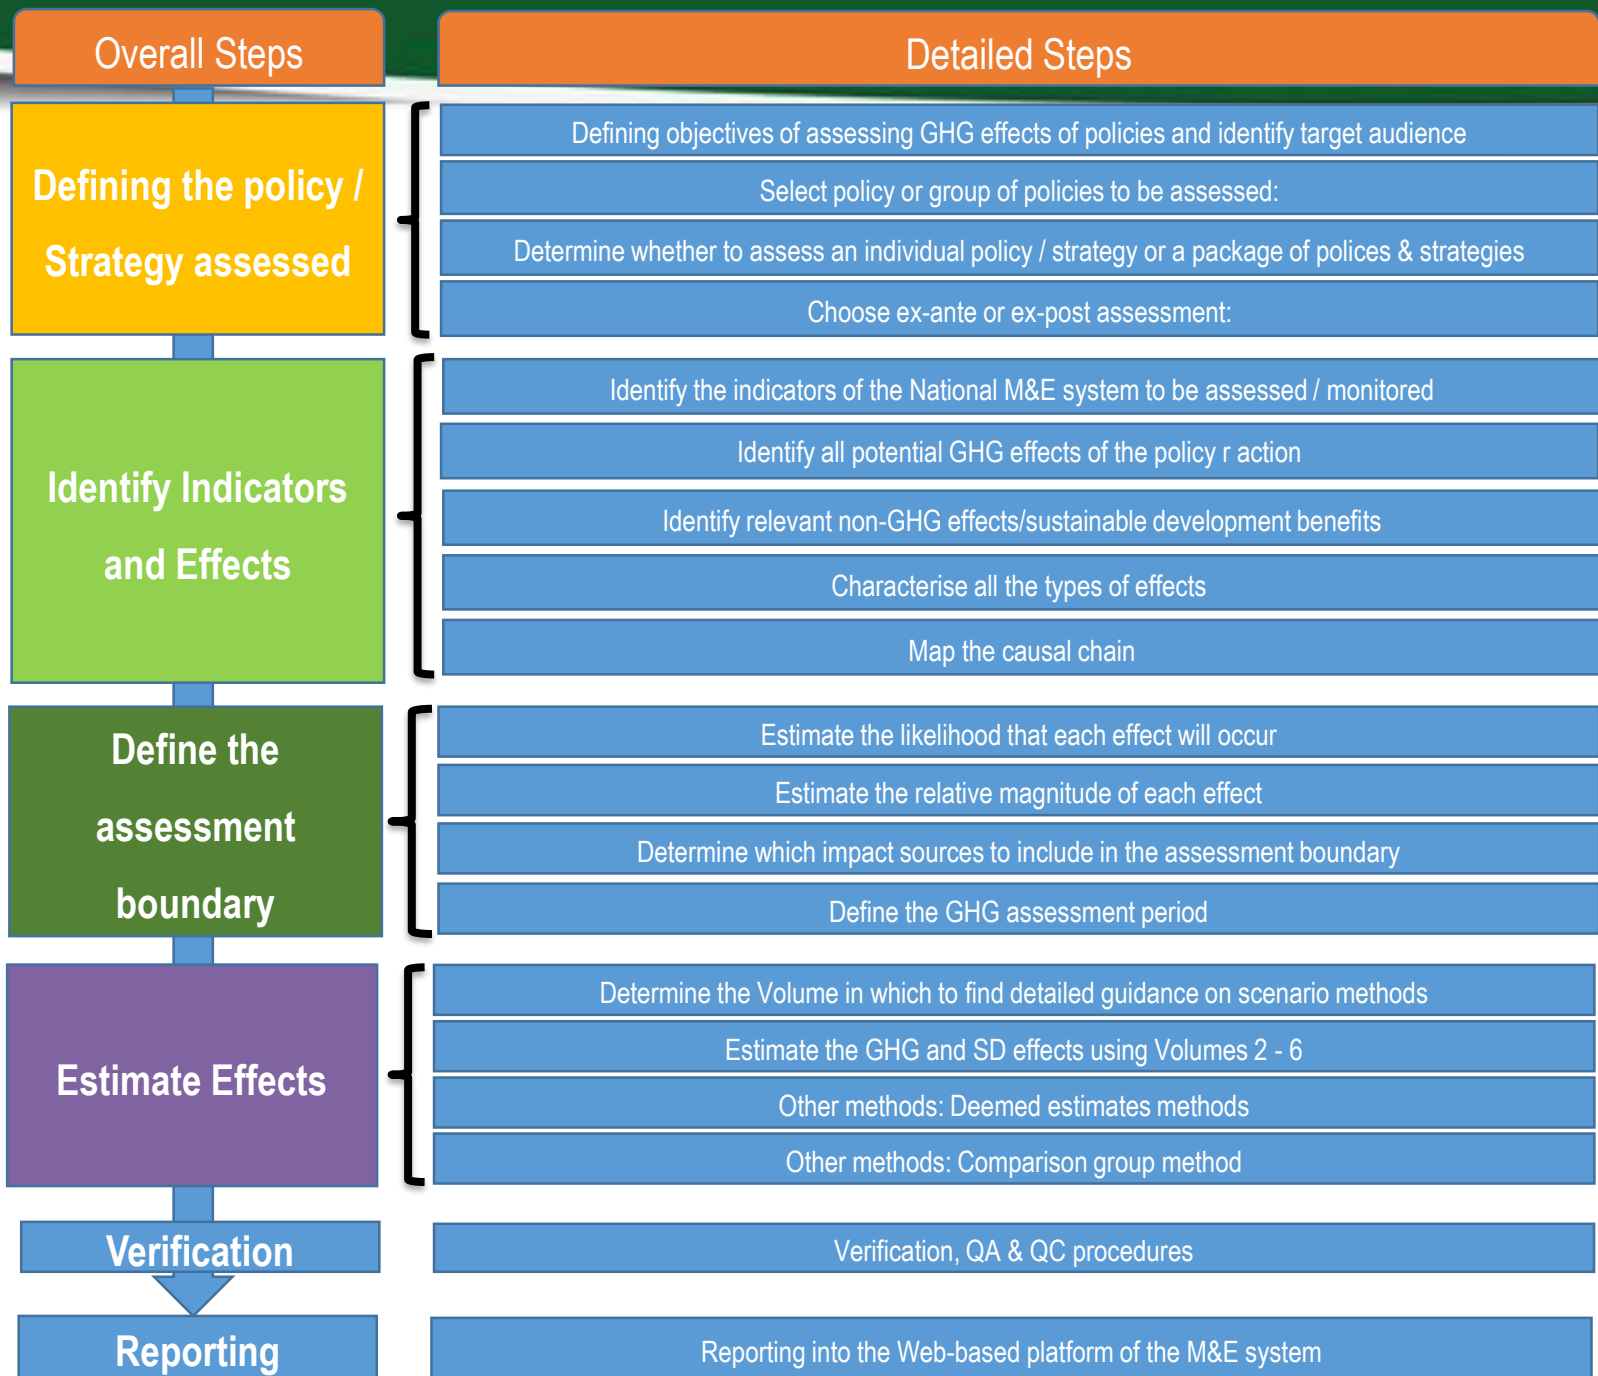 Overall Steps
Detailed Steps
Defining the policy /
Strategy assessed
Defining objectives of assessing GHG effects of policies and identify target audience
Select policy or group of policies to be assessed:
Determine whether to assess an individual policy / strategy or a package of polices & strategies
Choose ex-ante or ex-post assessment:
Identify Indicators
and Effects
Identify the indicators of the National M&E system to be assessed / monitored
Identify all potential GHG effects of the policy r action
Identify relevant non-GHG effects/sustainable development benefits
Characterise all the types of effects
Map the causal chain
Define the
assessment
boundary
Estimate the likelihood that each effect will occur
Estimate the relative magnitude of each effect
Determine which impact sources to include in the assessment boundary
Define the GHG assessment period
Estimate Effects
Determine the Volume in which to find detailed guidance on scenario methods
Estimate the GHG and SD effects using Volumes 2 - 6
Other methods: Deemed estimates methods
Other methods: Comparison group method
Verification
Verification, QA & QC procedures
Reporting
Reporting into the Web-based platform of the M&E system